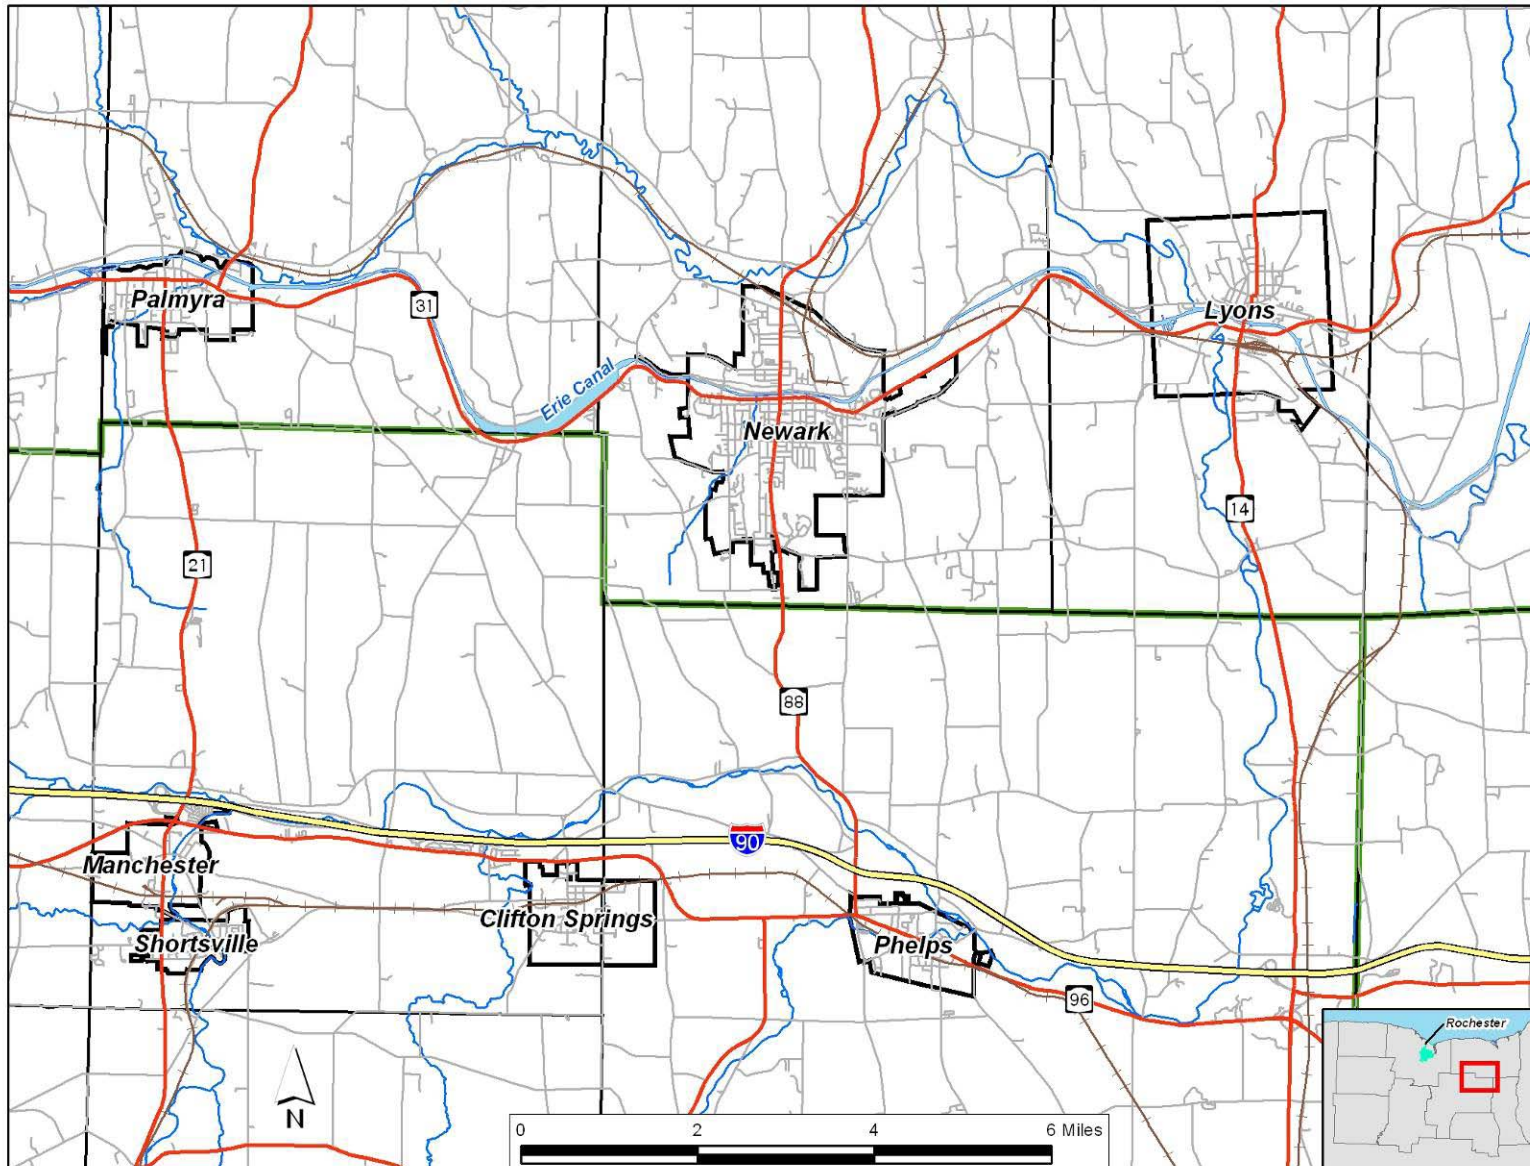 Palmyra
31
Lyons
Erie Canal
Newark
14
21
88
90
Manchester
Clifton Springs
Shortsville
Phelps
96
Rochester
N
0 2 4 6 Miles